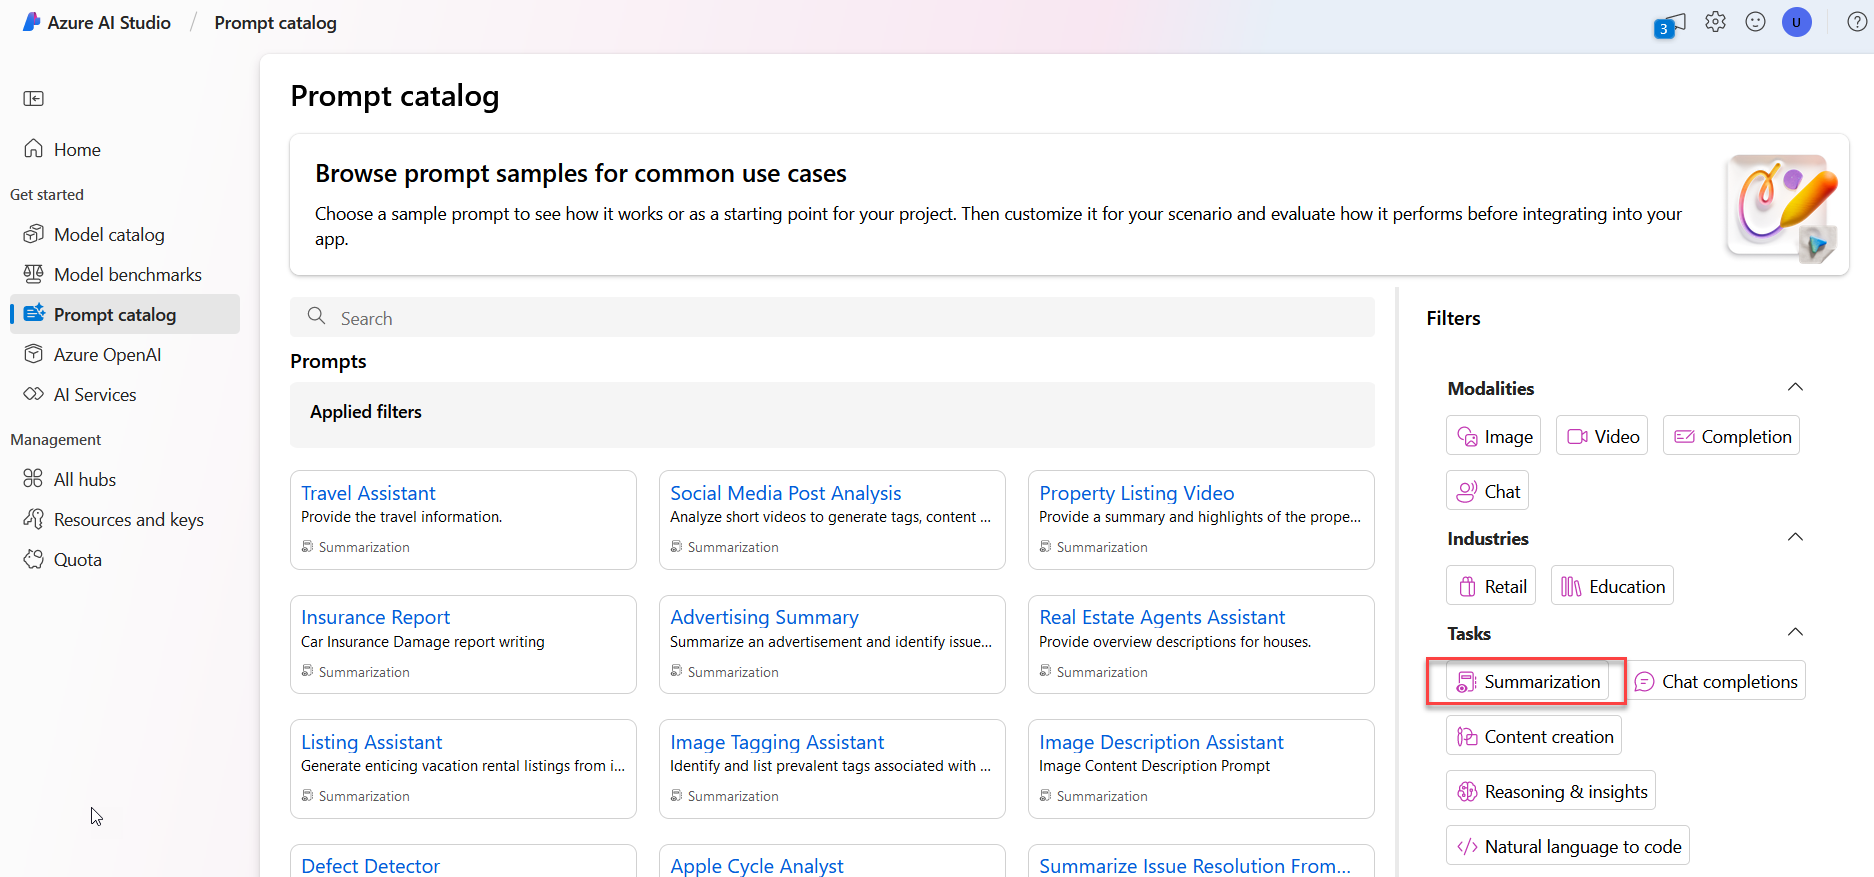 Azure AI Studio / Prompt catalog
3
U
Home
Get started
Model catalog
Model benchmarks
Prompt catalog
Azure OpenAI
AI Services
Management
All hubs
Resources and keys
Quota
Prompt catalog
Browse prompt samples for common use cases
Choose a sample prompt to see how it works or as a starting point for your project. Then customize it for your scenario and evaluate how it performs before integrating into your
app.
Search
Prompts
Applied filters
Travel Assistant
Provide the travel information.
Summarization
Social Media Post Analysis
Analyze short videos to generate tags, content ...
Summarization
Property Listing Video
Provide a summary and highlights of the prope...
Summarization
Insurance Report
Car Insurance Damage report writing
Summarization
Advertising Summary
Summarize an advertisement and identify issue...
Summarization
Real Estate Agents Assistant
Provide overview descriptions for houses.
Summarization
Listing Assistant
Generate enticing vacation rental listings from i...
Summarization
Image Tagging Assistant
Identify and list prevalent tags associated with ...
Summarization
Image Description Assistant
Image Content Description Prompt
Summarization
Defect Detector
Apple Cycle Analyst
Summarize Issue Resolution From...
Filters
Modalities
Image
Video
Completion
Chat
Industries
Retail
Education
Tasks
Summarization
Chat completions
Content creation
Reasoning & insights
Natural language to code